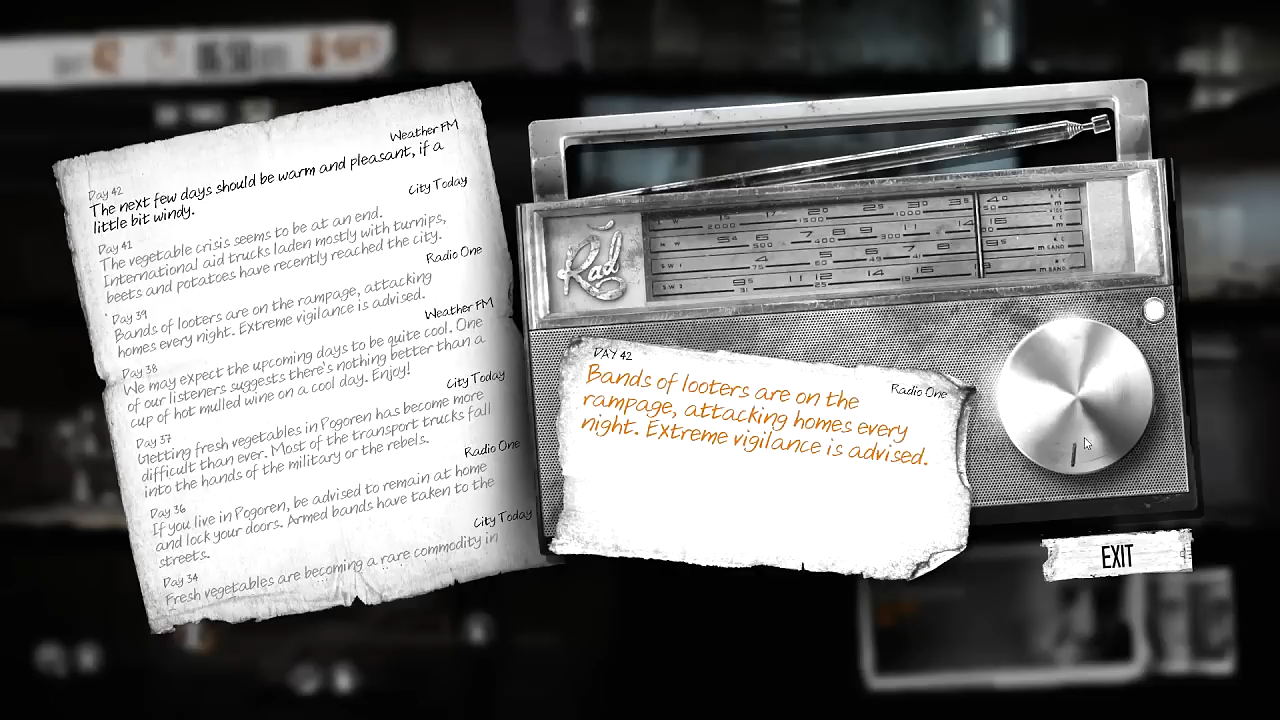 Weather FM
Day 42
The next few days should be warm and pleasant, if a
little bit windy.
City Today
Day 41
The vegetable crisis seems to be at an end.
International aid trucks laden mostly with turnips,
beets and potatoes have recently reached the city.
Radio One
Day 39
Bands of looters are on the rampage, attacking
homes every night. Extreme vigilance is advised.
Weather FM
Day 38
We may expect the upcoming days to be quite cool. One
of our listeners suggests there's nothing better than a
cup of hot mulled wine on a cool day. Enjoy!
City Today
Day 37
Getting fresh vegetables in Pogoren has become more
difficult than ever. Most of the transport trucks fall
into the hands of the military or the rebels.
Radio One
Day 36
If you live in Pogoren, be advised to remain at home
and lock your doors. Armed bands have taken to the
streets.
City Today
Day 34
Fresh vegetables are becoming a rare commodity in
Rad
DAY 42
Radio One
Bands of looters are on the
rampage, attacking homes every
night. Extreme vigilance is advised.
EXIT